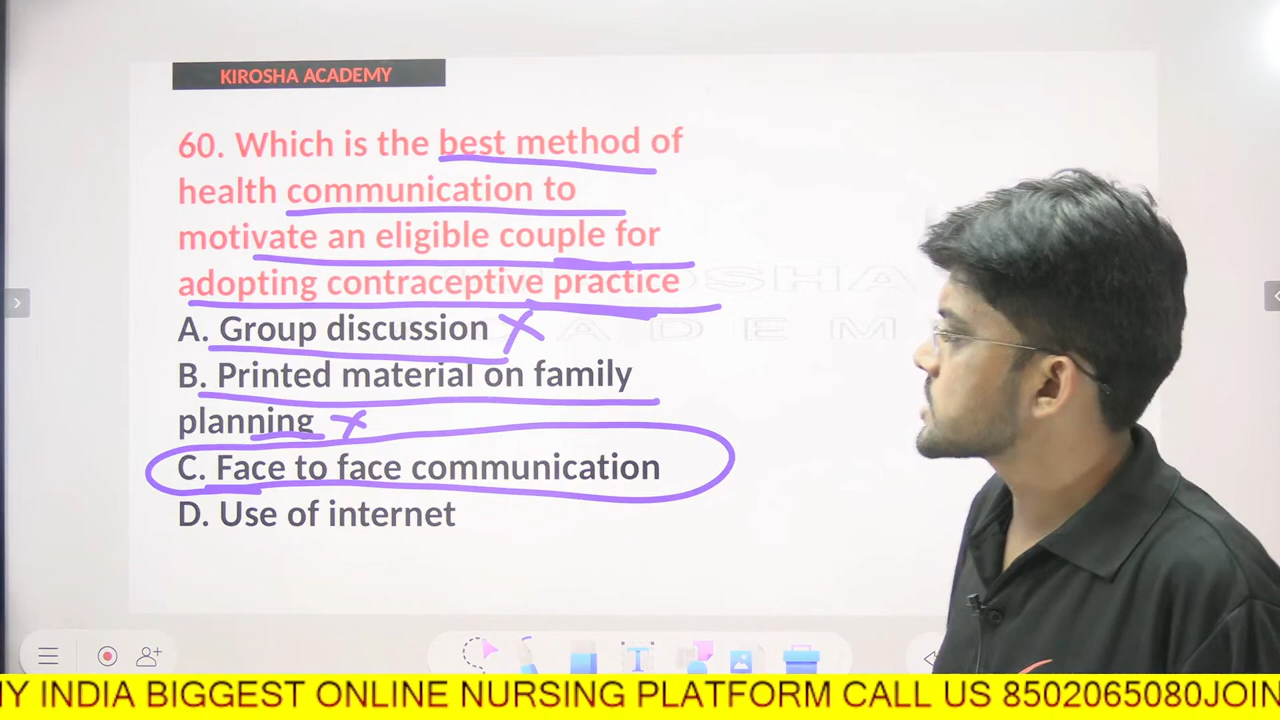 KIROSHA ACADEMY
60. Which is the best method of
health communication to
motivate an eligible couple for
adopting contraceptive practice
A. Group discussion
B. Printed material on family
planning
C. Face to face communication
D. Use of internet
INDIA BIGGEST ONLINE NURSING PLATFORM CALL US 8502065080JOIN